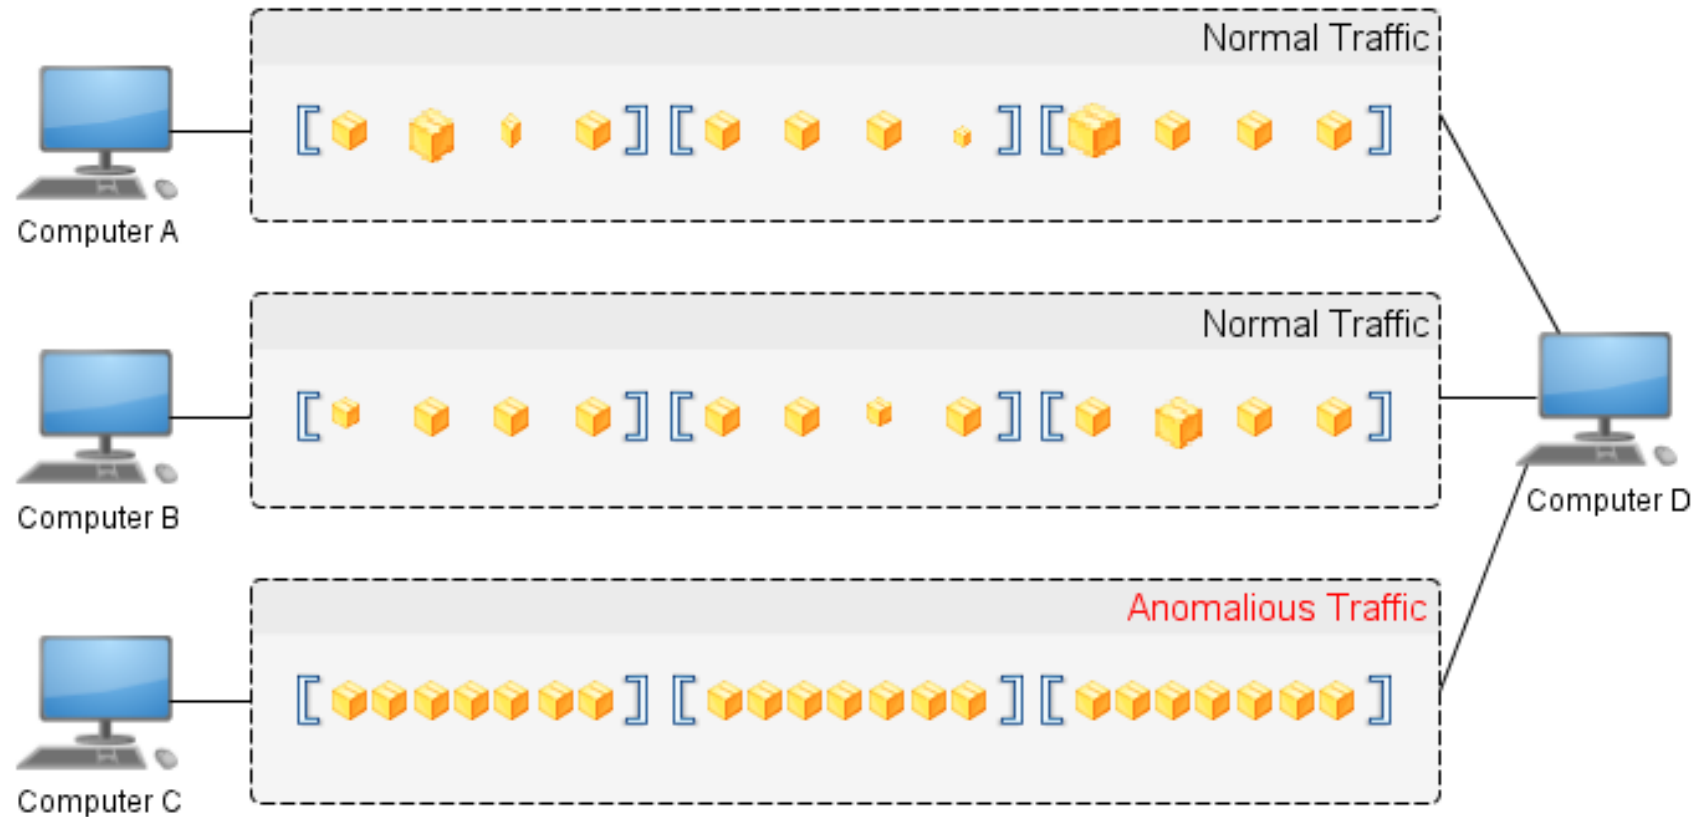 Normal Traffic
Computer A
Normal Traffic
Computer B
Computer D
Anomalious Traffic
Computer C